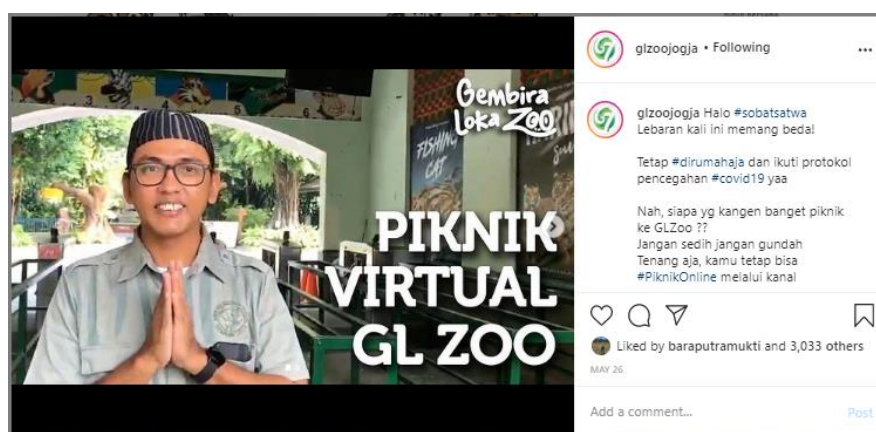 Gembira
Loka Zoo
FISHING
CAT
PIKNIK
VIRTUAL
GL ZOO
glzoojogja • Following
glzoojogja Halo #sobatsatwa
Lebaran kali ini memang beda!
Tetap #dirumahaja dan ikuti protokol
pencegahan #covid19 yaa
Nah, siapa yg kangen banget piknik
ke GLZoo ??
Jangan sedih jangan gundah
Tenang aja, kamu tetap bisa
#PiknikOnline melalui kanal
Liked by baraputramukti and 3,033 others
MAY 26
Add a comment...
Post